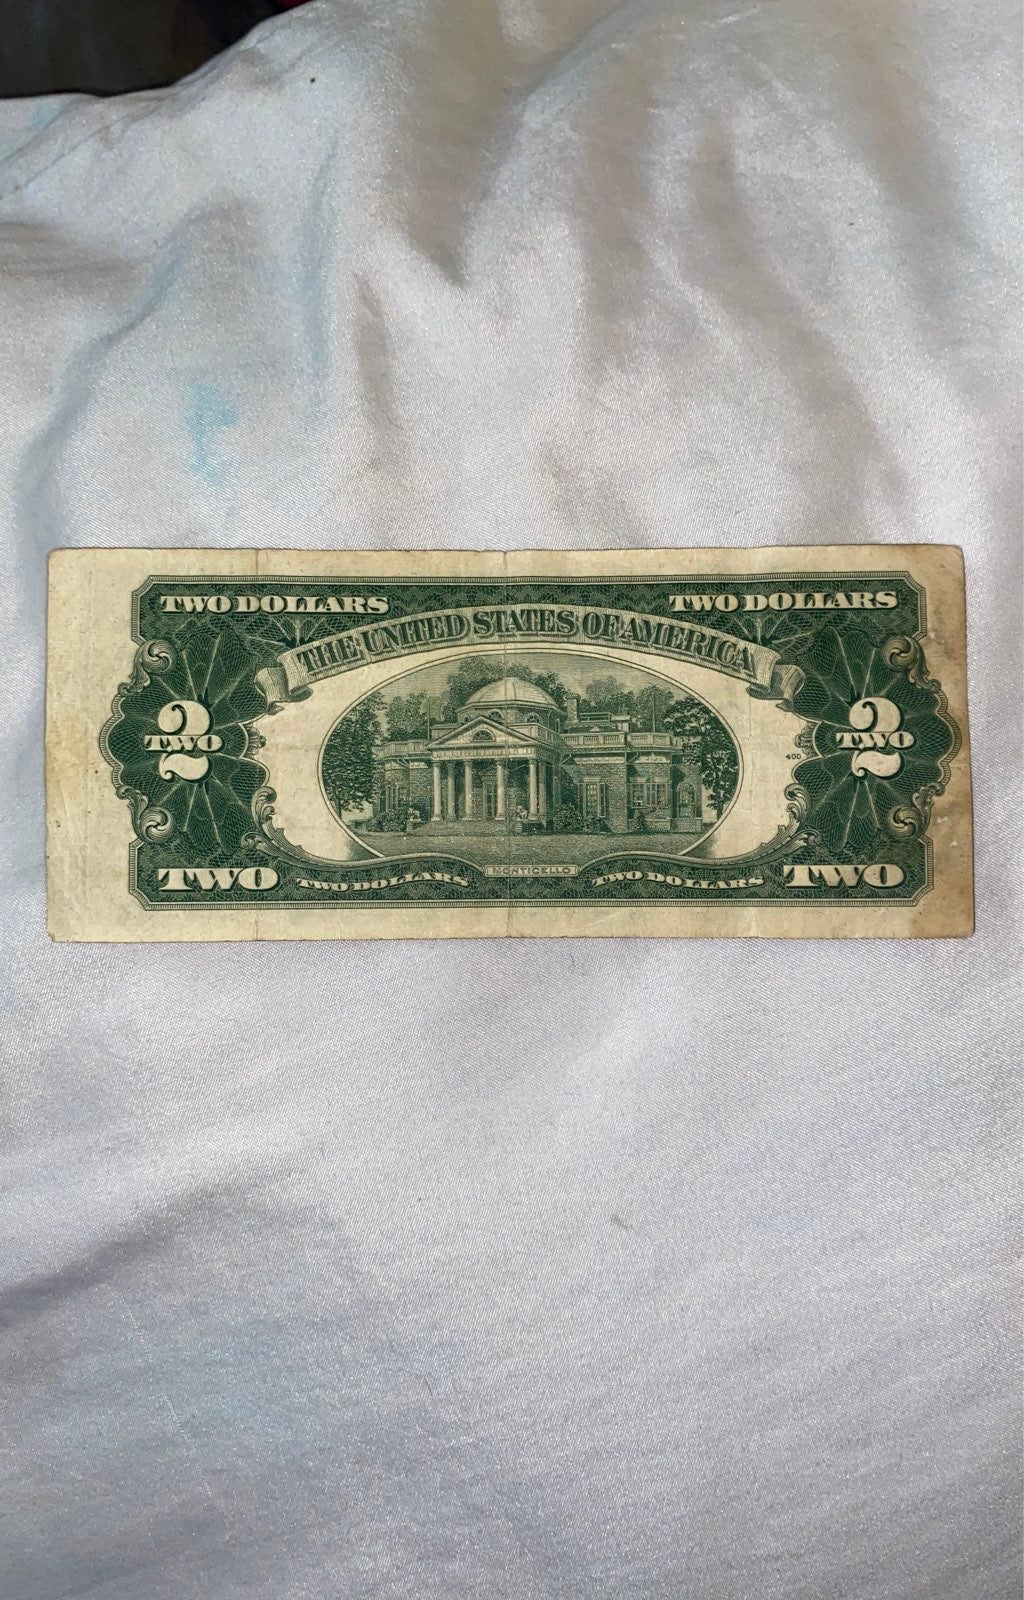 TWO DOLLARS TWO DOLLARS
THE UNITED STATES OF AMERICA
2 2
TWO TWO
400
TWO TWO DOLLARS MONTICELLO TWO DOLLARS TWO